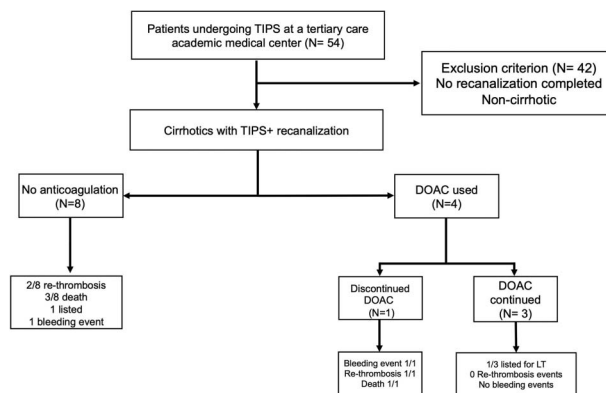 Patients undergoing TIPS at a tertiary care
academic medical center (N= 54)
Exclusion criterion (N= 42)
No recanalization completed
Non-cirrhotic
Cirrhotics with TIPS+ recanalization
No anticoagulation
(N=8)
DOAC used
(N=4)
2/8 re-thrombosis
3/8 death
1 listed
1 bleeding event
Discontinued
DOAC
(N=1)
DOAC
continued
(N= 3)
Bleeding event 1/1
Re-thrombosis 1/1
Death 1/1
1/3 listed for LT
0 Re-thrombosis events
No bleeding events